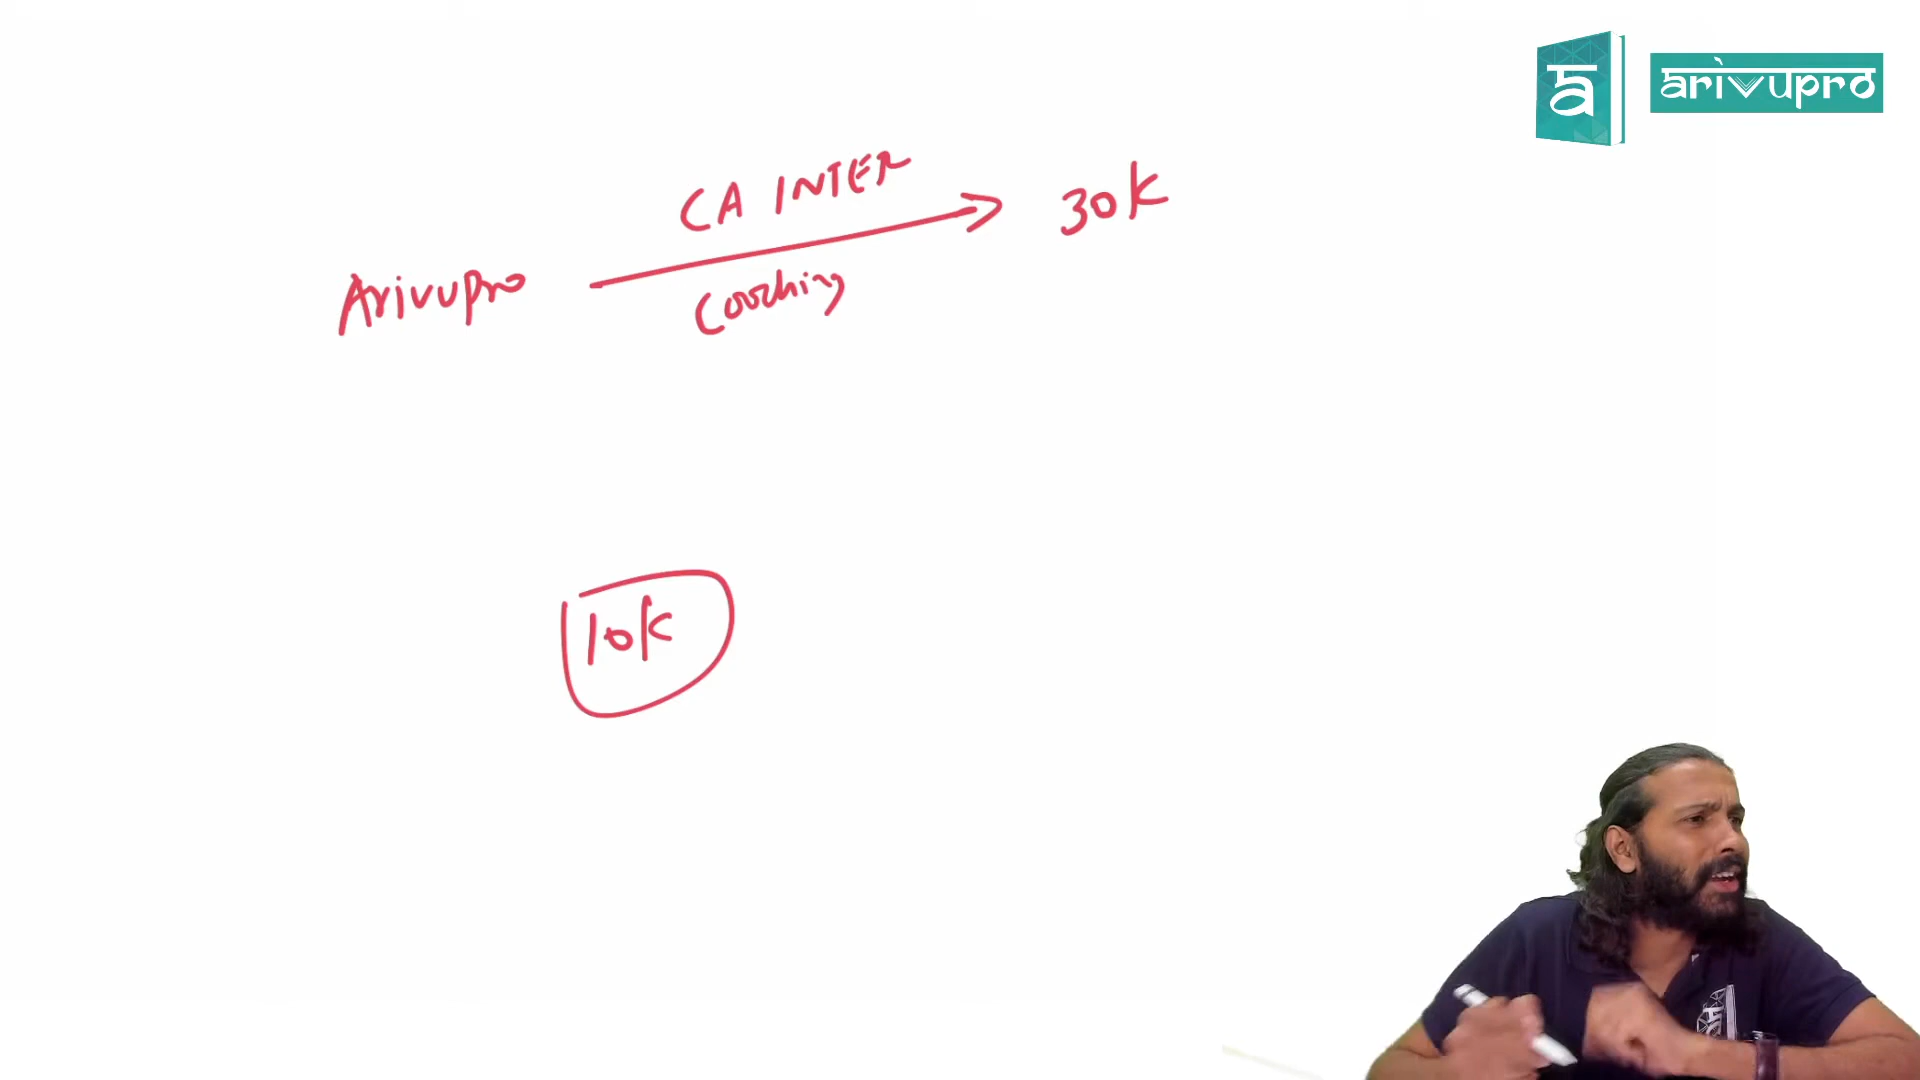 a arivupro
CA INTER
30K
Arivupro
Coaching
10K